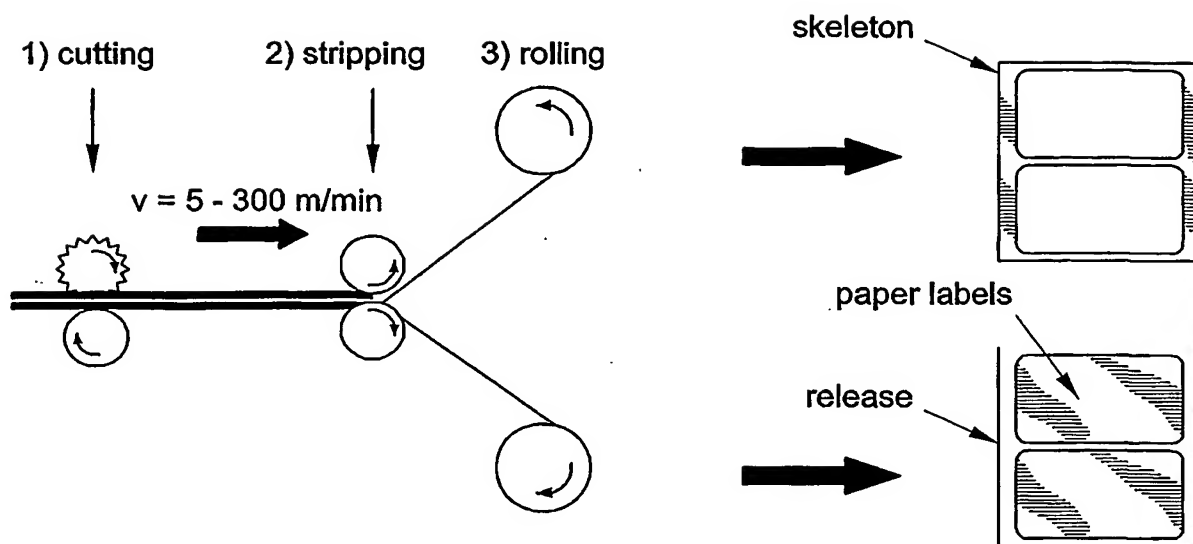 1) cutting
2) stripping
3) rolling
v = 5 - 300 m/min
skeleton
paper labels
release